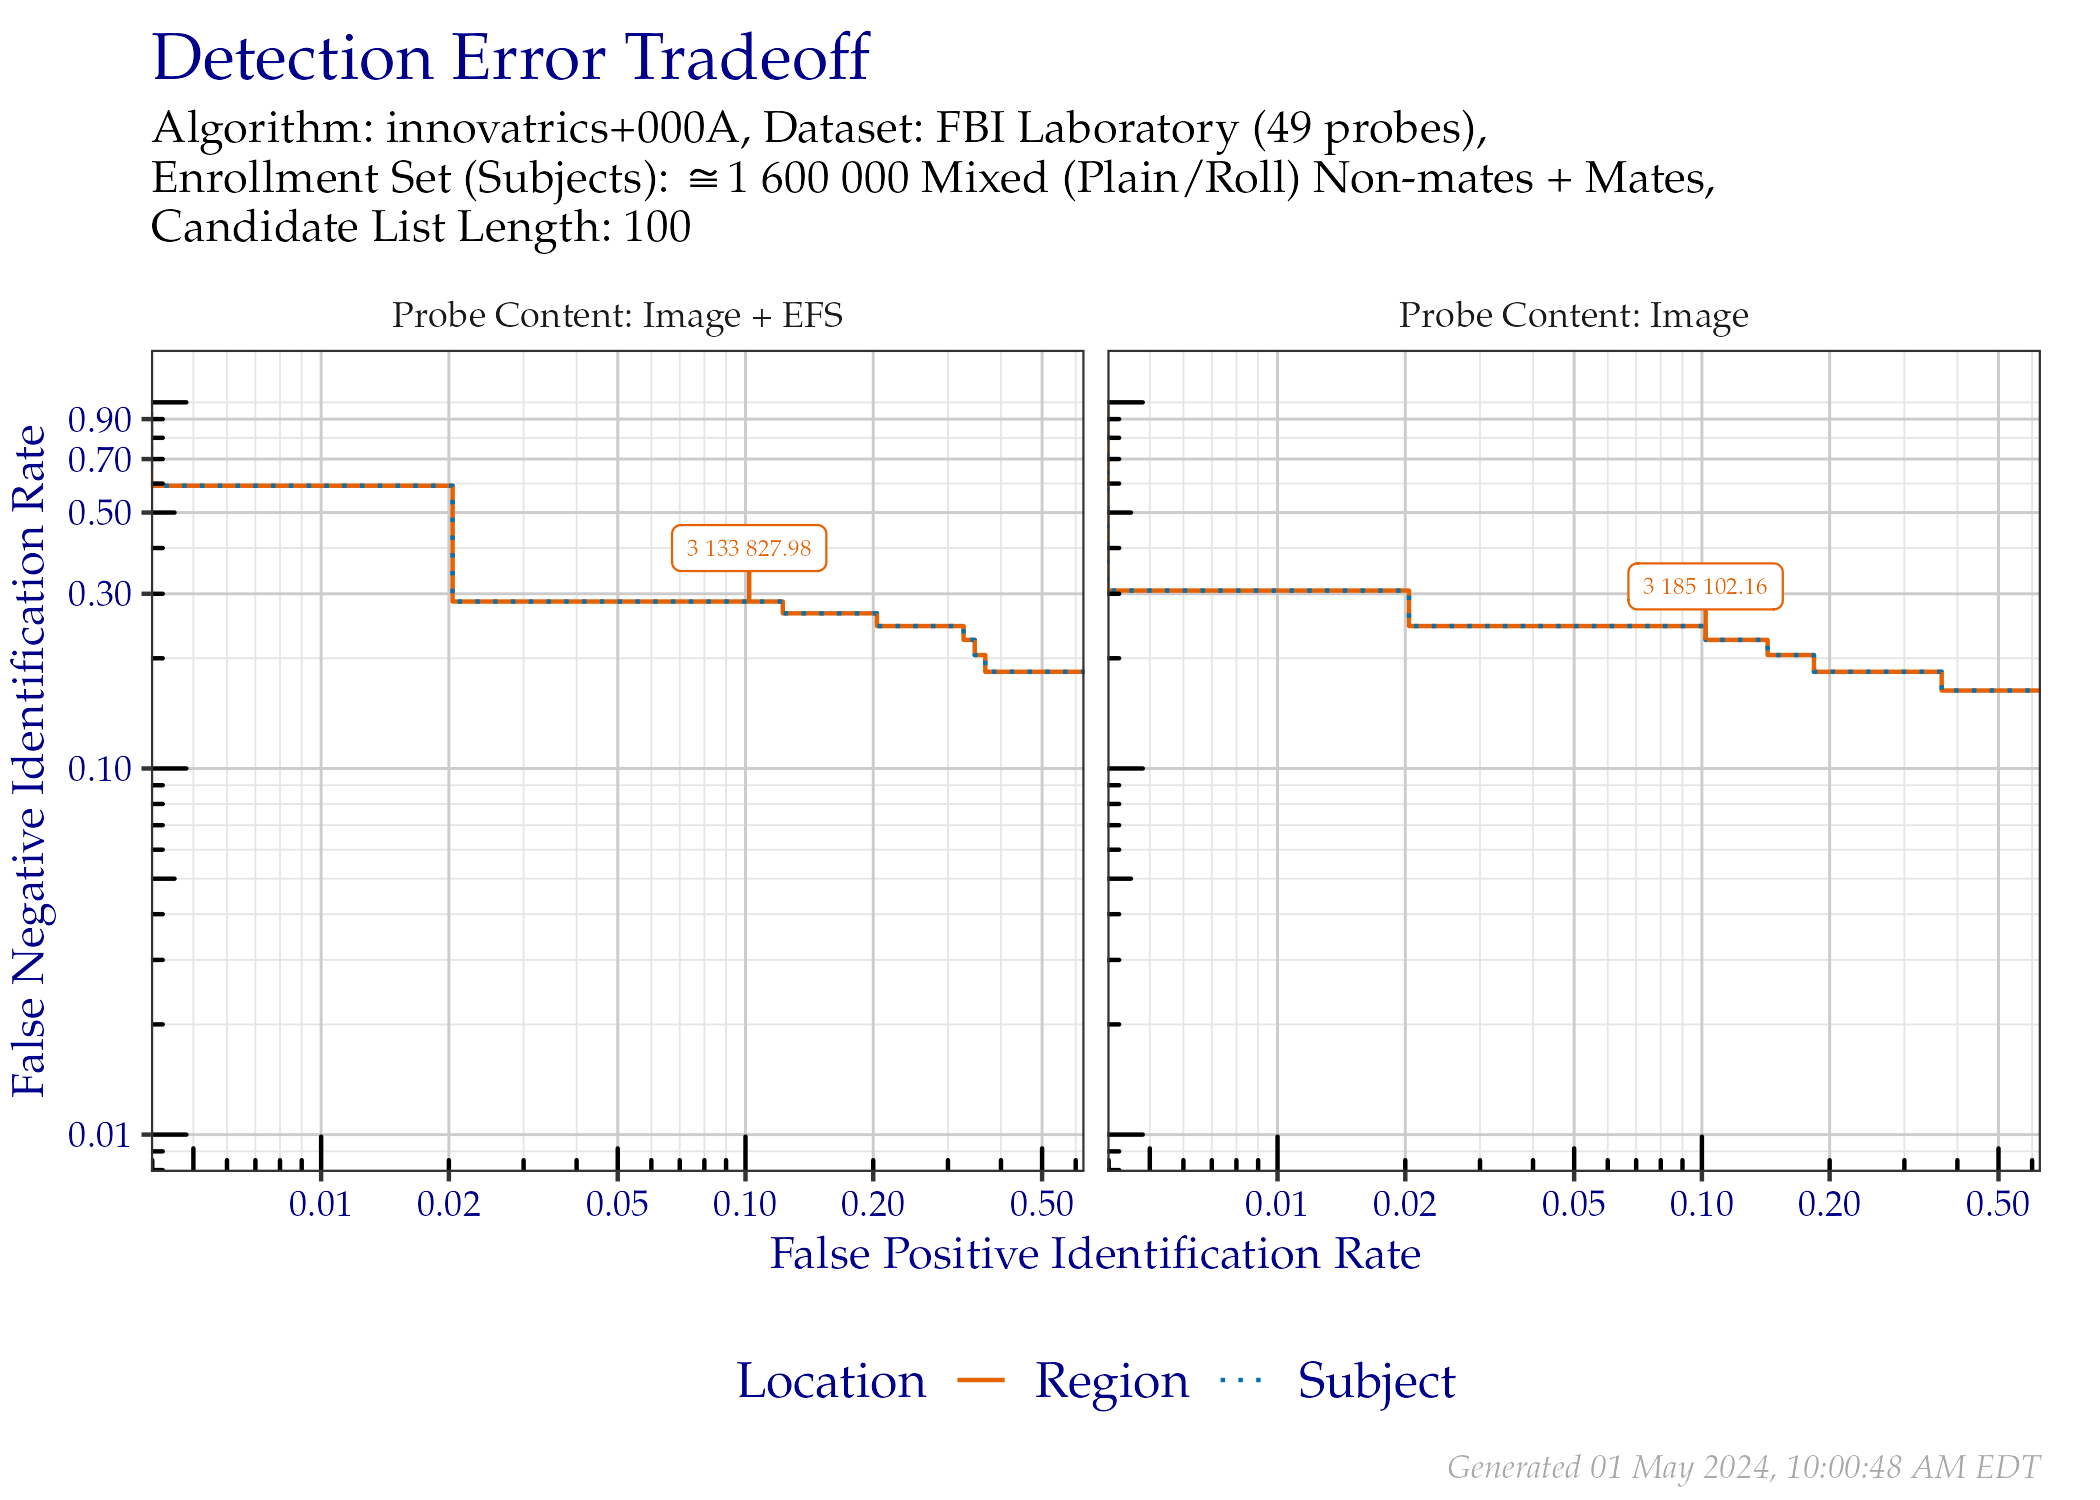 Detection Error Tradeoff
Algorithm: innovatrics+000A, Dataset: FBI Laboratory (49 probes),
Enrollment Set (Subjects): ≅1 600 000 Mixed (Plain/Roll) Non-mates + Mates,
Candidate List Length: 100
Probe Content: Image + EFS
Probe Content: Image
False Negative Identification Rate
0.90
0.70
0.50
0.30
0.10
0.01
3 133 827.98
3 185 102.16
0.01 0.02 0.05 0.10 0.20 0.50
0.01 0.02 0.05 0.10 0.20 0.50
False Positive Identification Rate
Location Region Subject
Generated 01 May 2024, 10:00:48 AM EDT